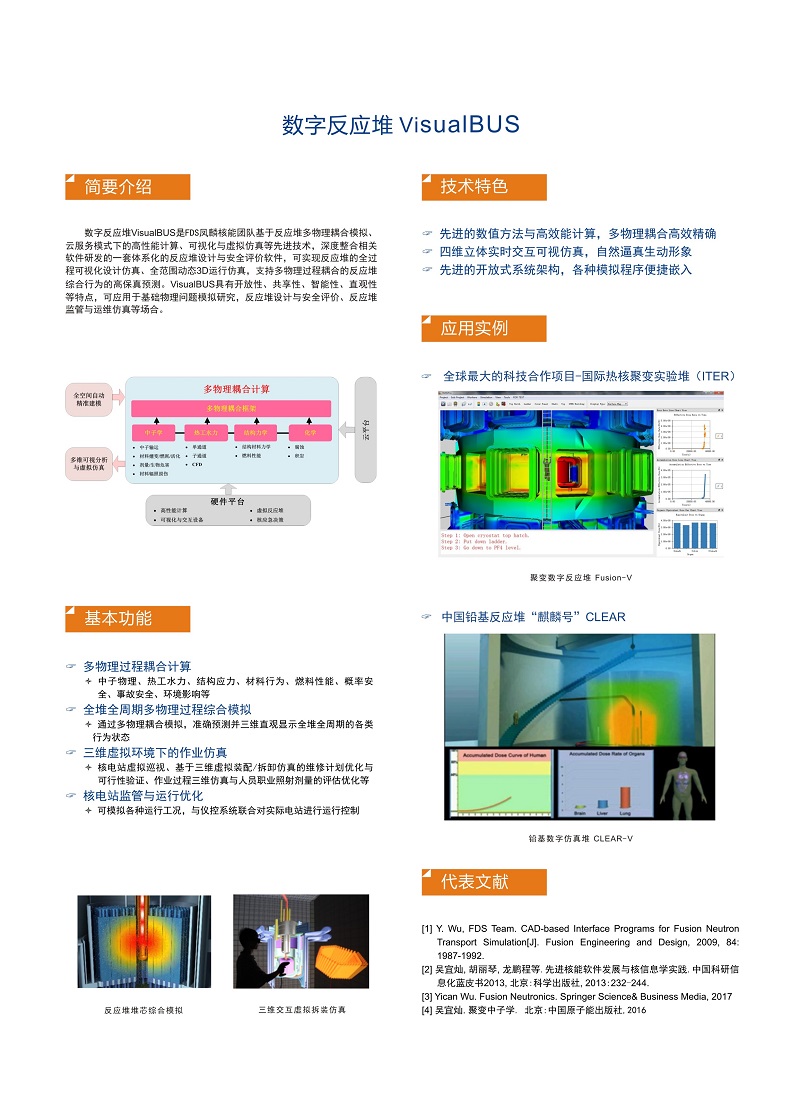 数字反应堆 VisualBUS
简要介绍
数字反应堆VisualBUS是FDS凤麟核能团队基于反应堆多物理耦合模拟、
云服务模式下的高性能计算、可视化与虚拟仿真等先进技术，深度整合相关
软件研发的一套体系化的反应堆设计与安全评价软件，可实现反应堆的全过
程可视化设计仿真、全范围动态3D运行仿真，支持多物理过程耦合的反应堆
综合行为的高保真预测。VisualBUS具有开放性、共享性、智能性、直观性
等特点，可应用于基础物理问题模拟研究，反应堆设计与安全评价、反应堆
监管与运维仿真等场合。
全空间自动
精准建模
多维可视分析
与虚拟仿真
多物理耦合计算
多物理耦合框架
中子学
热工水力
结构力学
化学
• 中子输运
• 材料嬗变/燃耗/活化
• 剂量/生物危害
• 材料辐照损伤
• 单通道
• 子通道
• CFD
• 结构材料力学
• 燃料性能
• 腐蚀
• 析氢
硬件平台
• 高性能计算
• 可视化与交互设备
• 虚拟反应堆
• 核应急决策
基本功能
☞ 多物理过程耦合计算
中子物理、热工水力、结构应力、材料行为、燃料性能、概率安
全、事故安全、环境影响等
☞ 全堆全周期多物理过程综合模拟
通过多物理耦合模拟，准确预测并三维直观显示全堆全周期的各类
行为状态
☞ 三维虚拟环境下的作业仿真
核电站虚拟巡视、基于三维虚拟装配/拆卸仿真的维修计划优化与
可行性验证、作业过程三维仿真与人员职业照射剂量的评估优化等
☞ 核电站监管与运行优化
可模拟各种运行工况，与仪控系统联合对实际电站进行运行控制
反应堆堆芯综合模拟
三维交互虚拟拆装仿真
技术特色
☞ 先进的数值方法与高效能计算，多物理耦合高效精确
☞ 四维立体实时交互可视仿真，自然逼真生动形象
☞ 先进的开放式系统架构，各种模拟程序便捷嵌入
应用实例
☞ 全球最大的科技合作项目-国际热核聚变实验堆（ITER）
Step 1: Open cryostat top hatch.
Step 2: Put down ladder.
Step 3: Go down to PF4 level.
聚变数字反应堆 Fusion-V
☞ 中国铅基反应堆“麒麟号”CLEAR
Accumulated Dose Curve of Human
Accumulated Dose Rate of Organs
Brain Liver Lung
铅基数字仿真堆 CLEAR-V
代表文献
[1] Y. Wu, FDS Team. CAD-based Interface Programs for Fusion Neutron
Transport Simulation[J]. Fusion Engineering and Design, 2009, 84:
1987-1992.
[2] 吴宜灿, 胡丽琴, 龙鹏程等. 先进核能软件发展与核信息学实践. 中国科研信
息化蓝皮书2013, 北京:科学出版社, 2013:232-244.
[3] Yican Wu. Fusion Neutronics. Springer Science& Business Media, 2017
[4] 吴宜灿. 聚变中子学. 北京:中国原子能出版社, 2016